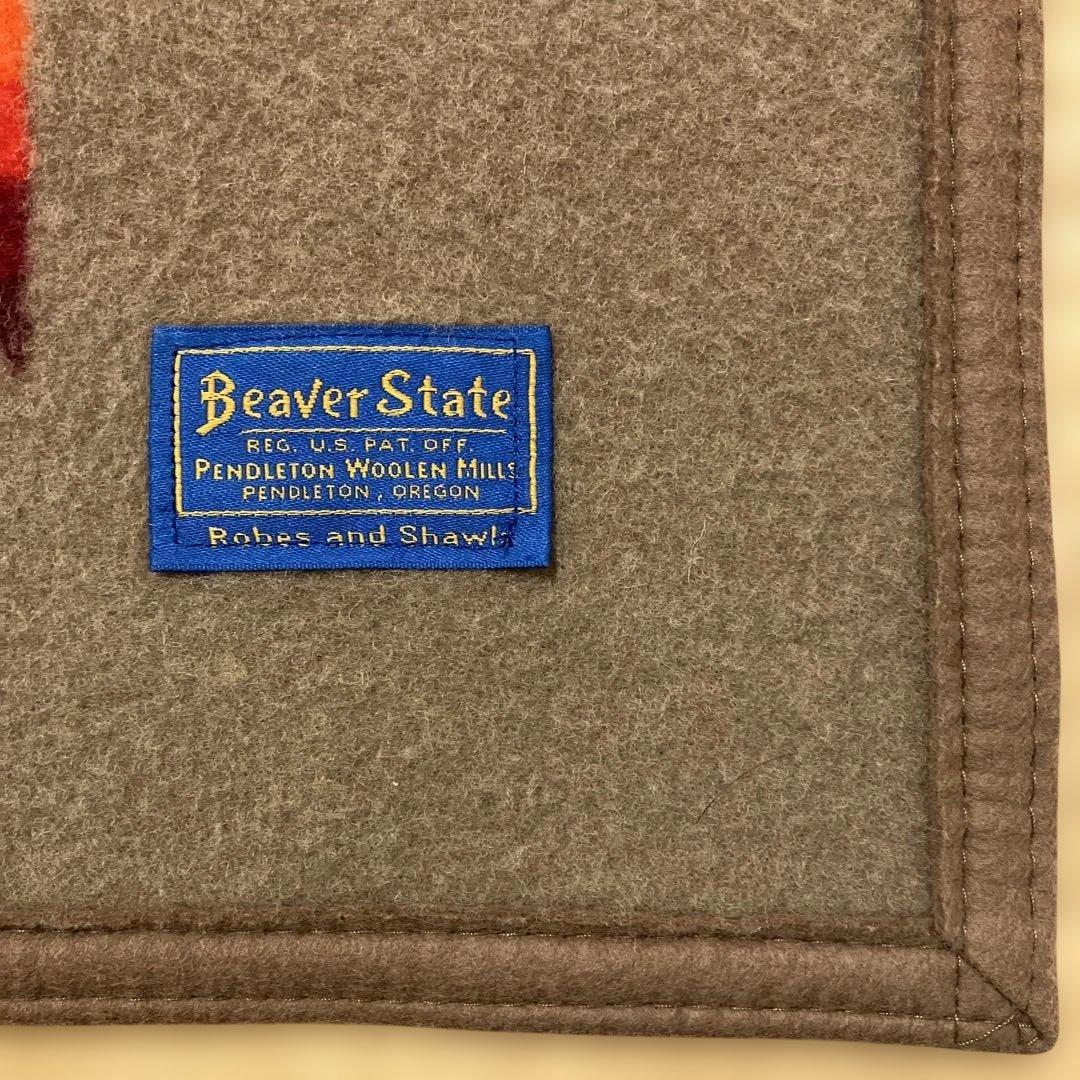 Beaver State
REG. U.S. PAT. OFF.
PENDLETON WOOLEN MILLS
PENDLETON, OREGON
Robes and Shawls